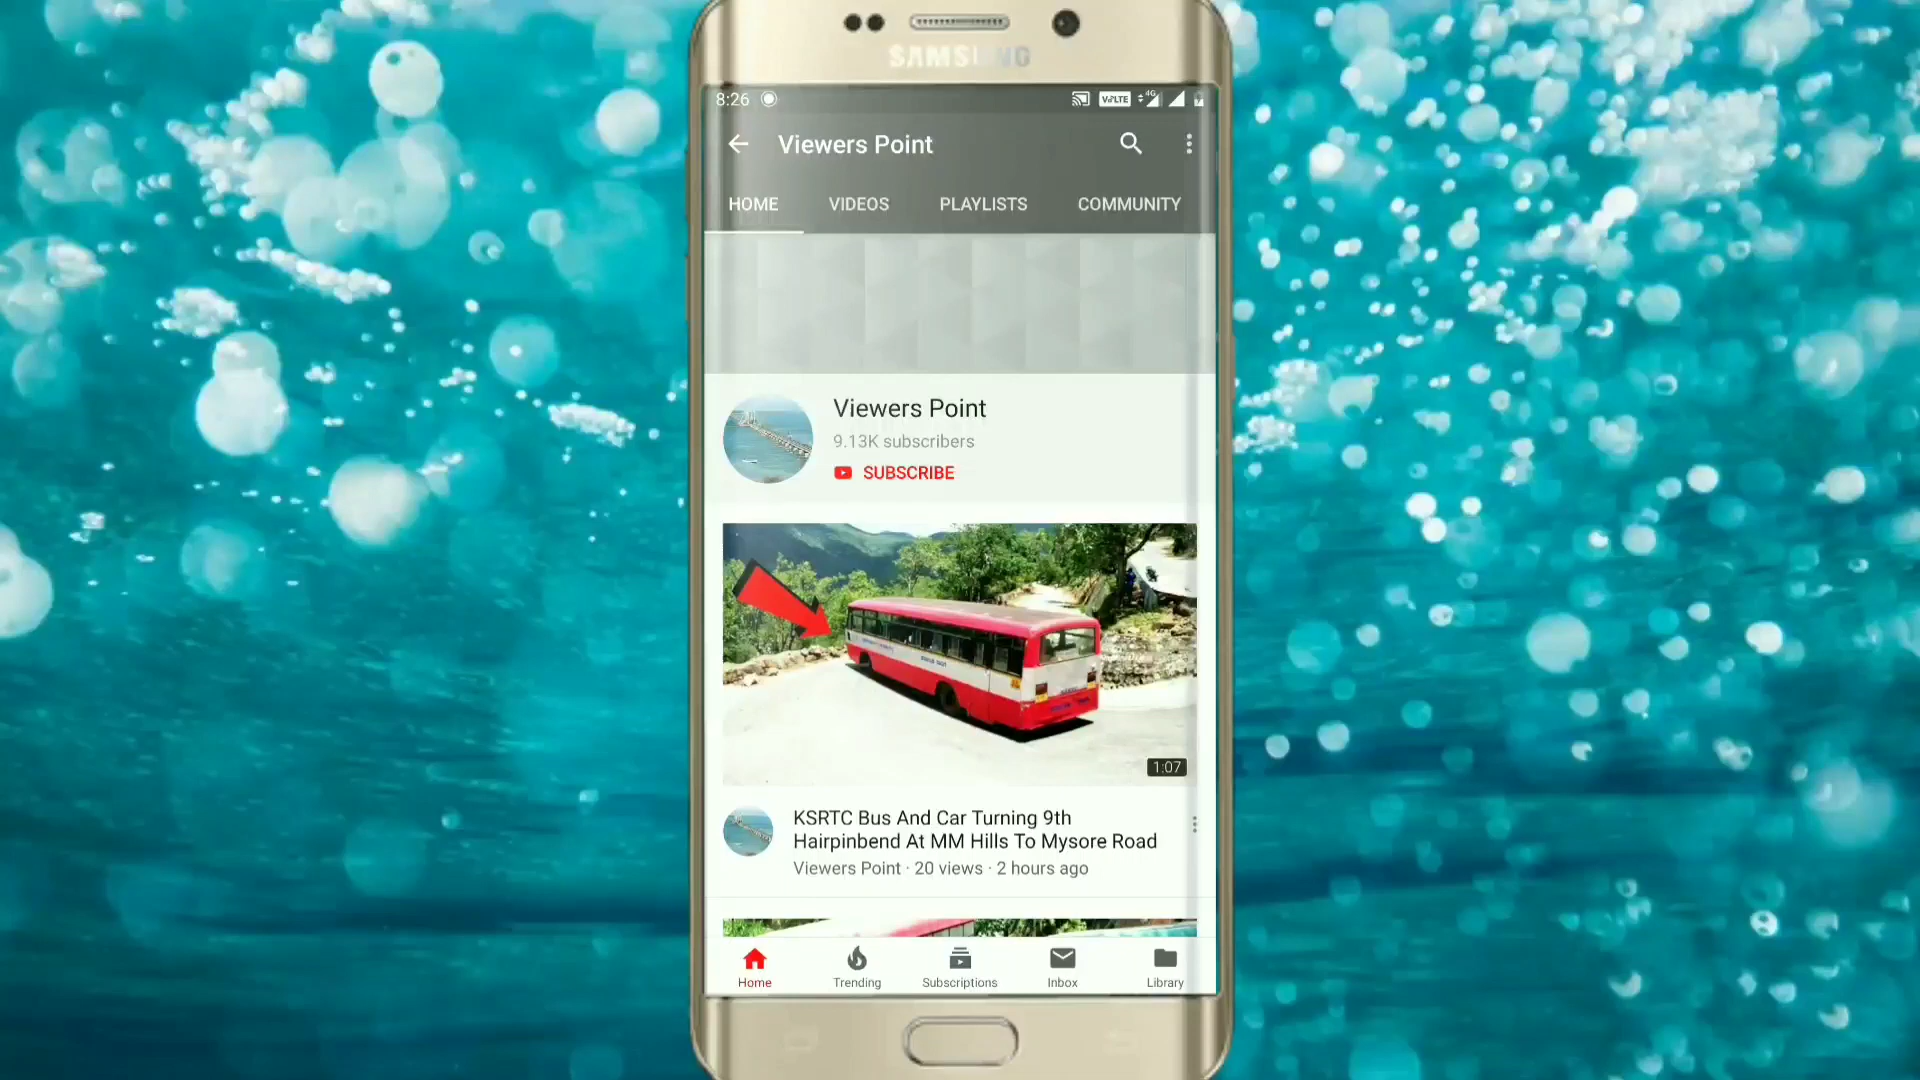 SAMSUNG
8:26
VoLTE 4G
Viewers Point
HOME VIDEOS PLAYLISTS COMMUNITY
Viewers Point
9.13K subscribers
SUBSCRIBE
1:07
KSRTC Bus And Car Turning 9th
Hairpinbend At MM Hills To Mysore Road
Viewers Point · 20 views · 2 hours ago
Home Trending Subscriptions Inbox Library